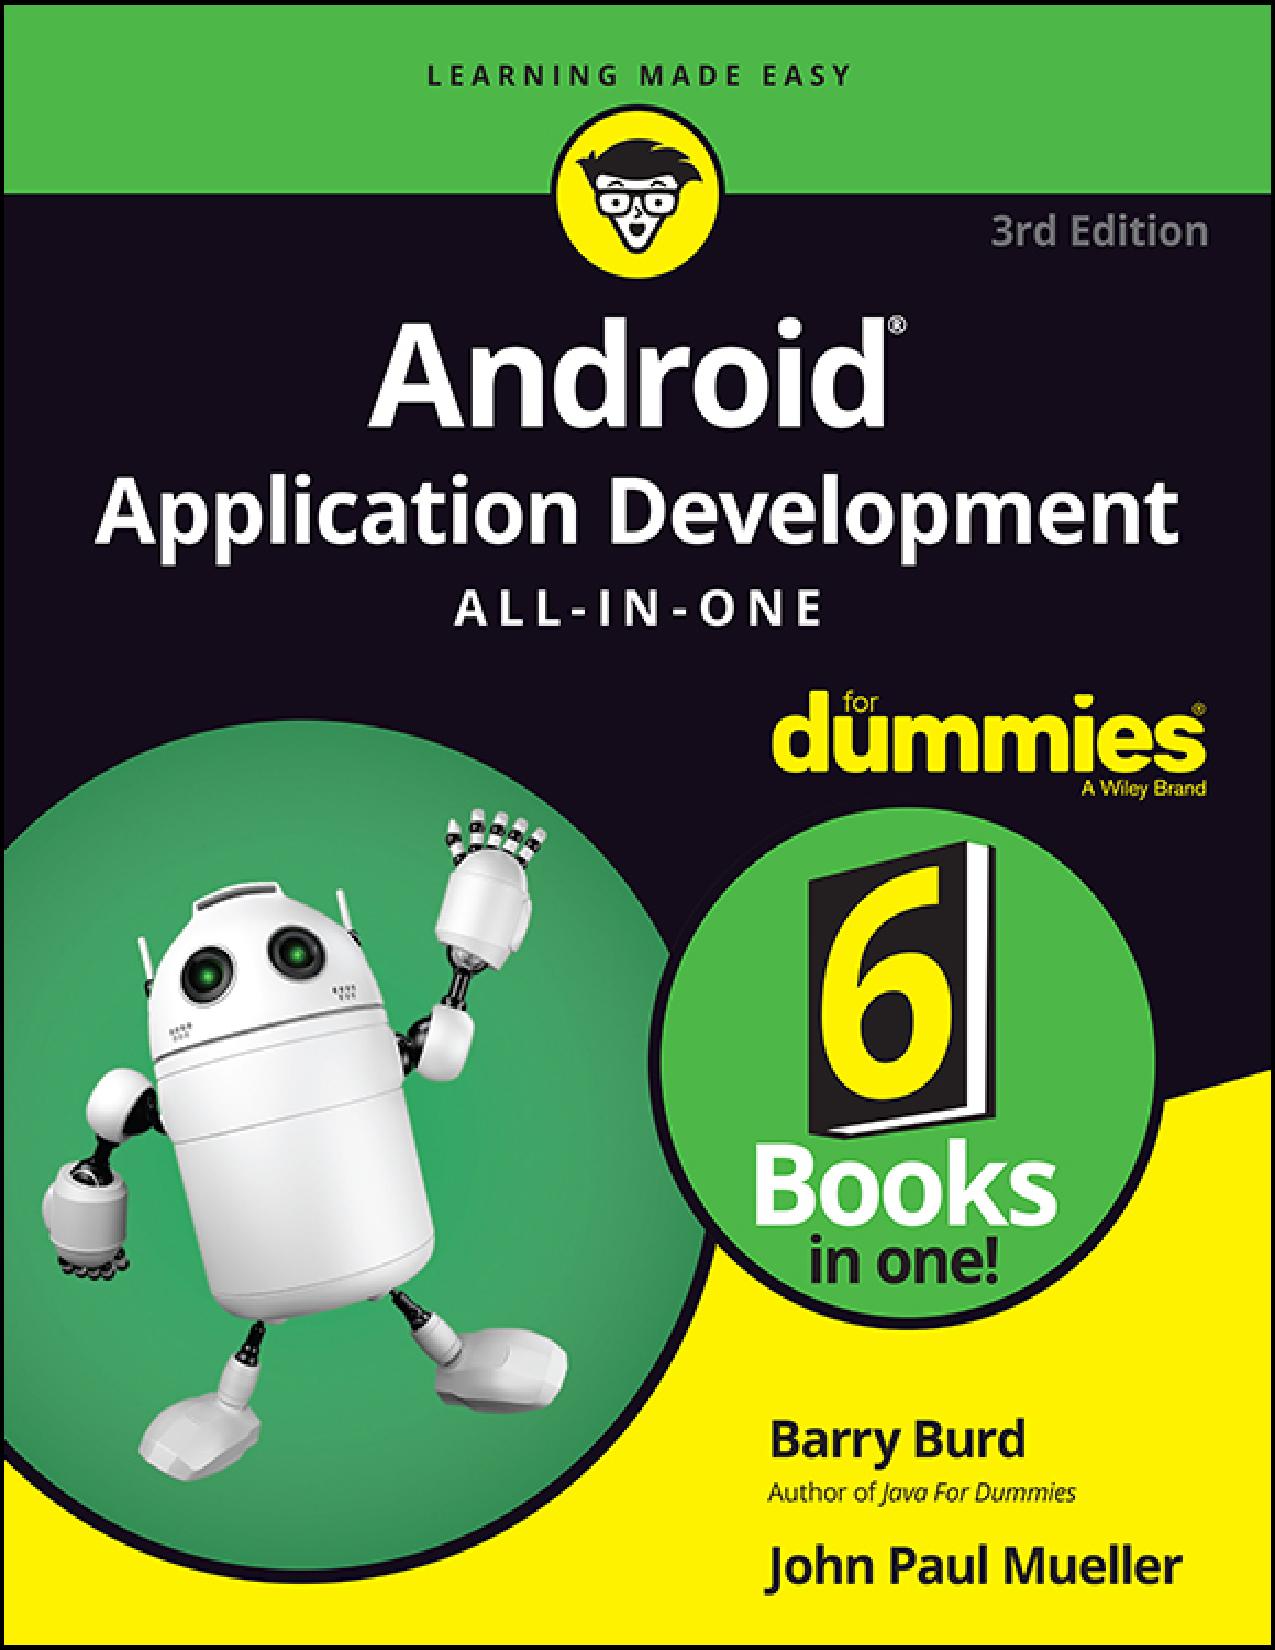 LEARNING MADE EASY
3rd Edition
Android®
Application Development
ALL-IN-ONE
for
dummies®
A Wiley Brand
6
Books
in one!
Barry Burd
Author of Java For Dummies
John Paul Mueller